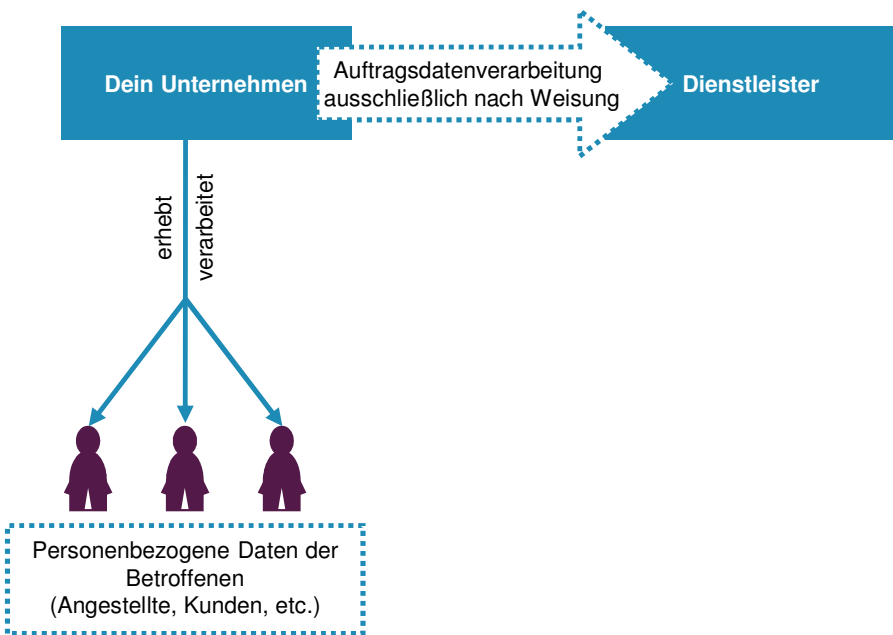 Dein Unternehmen
Auftragsdatenverarbeitung
ausschließlich nach Weisung
Dienstleister
erhebt
verarbeitet
Personenbezogene Daten der
Betroffenen
(Angestellte, Kunden, etc.)